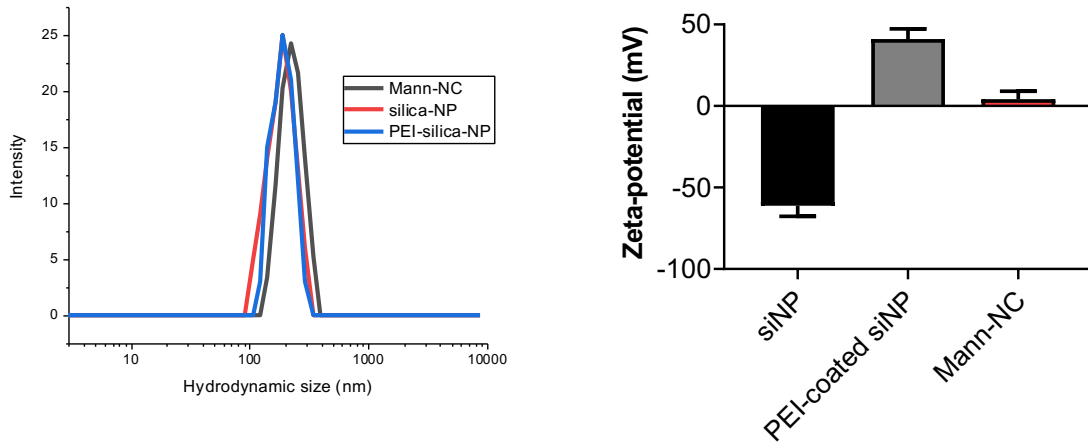 25
20
15
10
5
0
Intensity
10
100
1000
10000
Hydrodynamic size (nm)
Mann-NC
silica-NP
PEI-silica-NP
50
0
-50
-100
Zeta-potential (mV)
siNP
PEI-coated siNP
Mann-NC